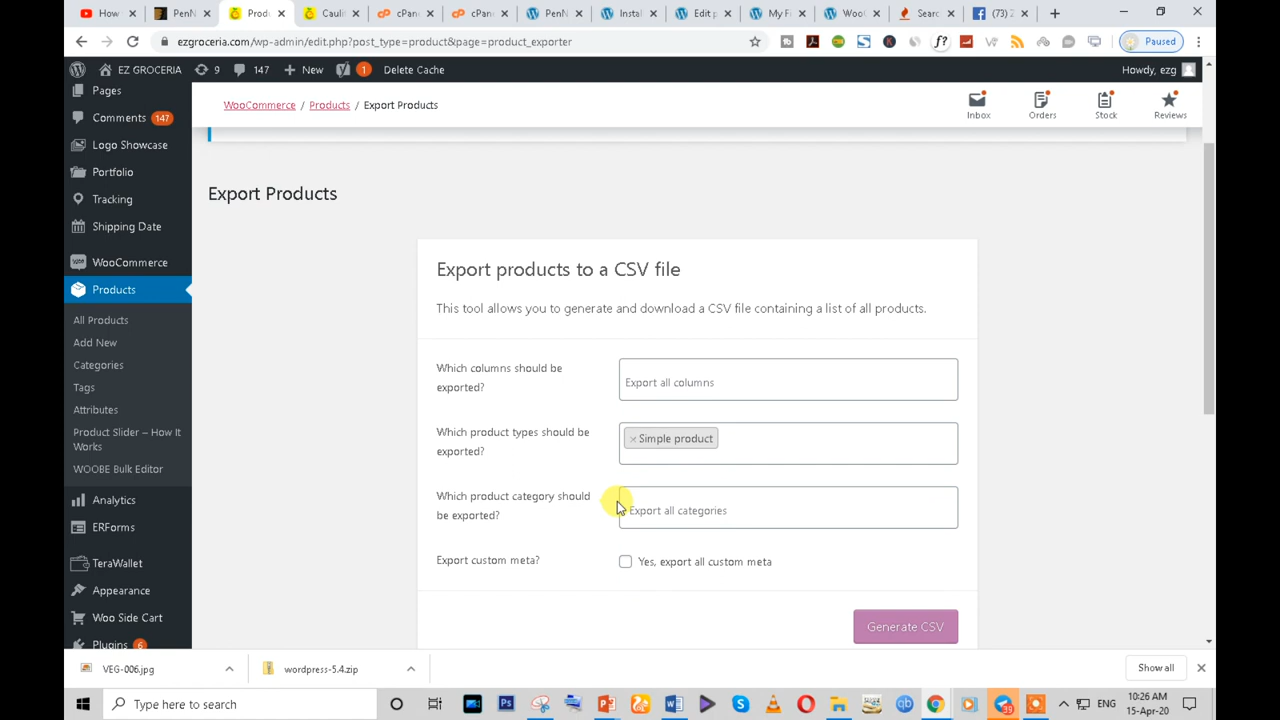 How
PenN
Prod
Cauli
cPane
cPane
PenN
Instal
Edit p
My P
Woo
Searc
(73) 2
ezgroceria.com/wp-admin/edit.php?post_type=product&page=product_exporter
Paused
EZ GROCERIA
9
147
New
1
Delete Cache
Howdy, ezg
Pages
Comments 147
Logo Showcase
Portfolio
Tracking
Shipping Date
WooCommerce
Products
All Products
Add New
Categories
Tags
Attributes
Product Slider – How It
Works
WOOBE Bulk Editor
Analytics
ERForms
TeraWallet
Appearance
Woo Side Cart
Plugins 6
WooCommerce / Products / Export Products
Inbox
Orders
Stock
Reviews
Export Products
Export products to a CSV file
This tool allows you to generate and download a CSV file containing a list of all products.
Which columns should be
exported?
Export all columns
Which product types should be
exported?
× Simple product
Which product category should
be exported?
Export all categories
Export custom meta?
Yes, export all custom meta
Generate CSV
VEG-006.jpg
wordpress-5.4.zip
Show all
Type here to search
ENG
10:26 AM
15-Apr-20